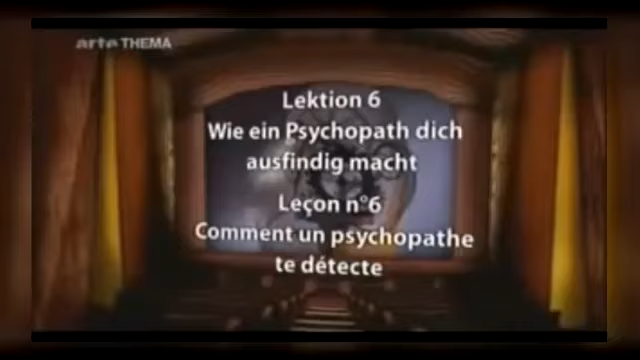 arte THEMA
Lektion 6
Wie ein Psychopath dich
ausfindig macht
Leçon n°6
Comment un psychopathe
te détecte